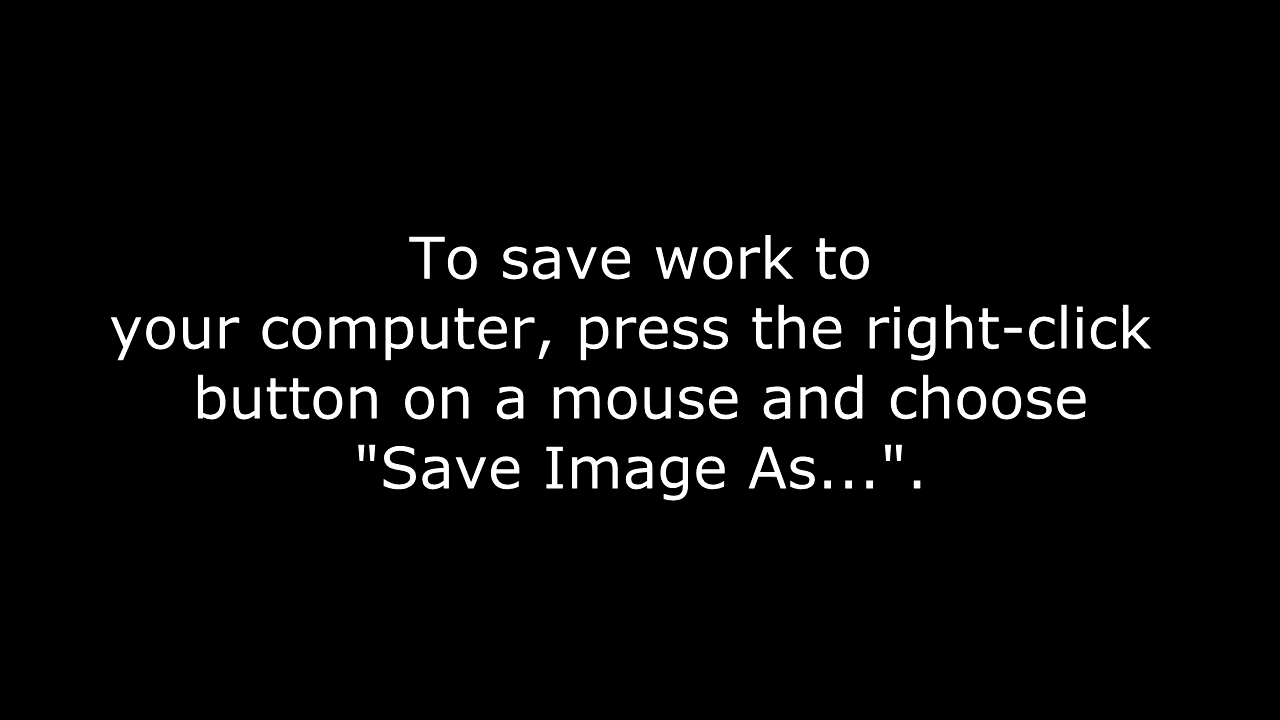 To save work to
your computer, press the right-click
button on a mouse and choose
"Save Image As...".